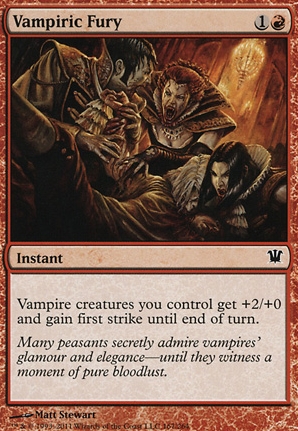 Vampiric Fury 1
Instant
Vampire creatures you control get +2/+0
and gain first strike until end of turn.
Many peasants secretly admire vampires'
glamour and elegance—until they witness a
moment of pure bloodlust.
Matt Stewart